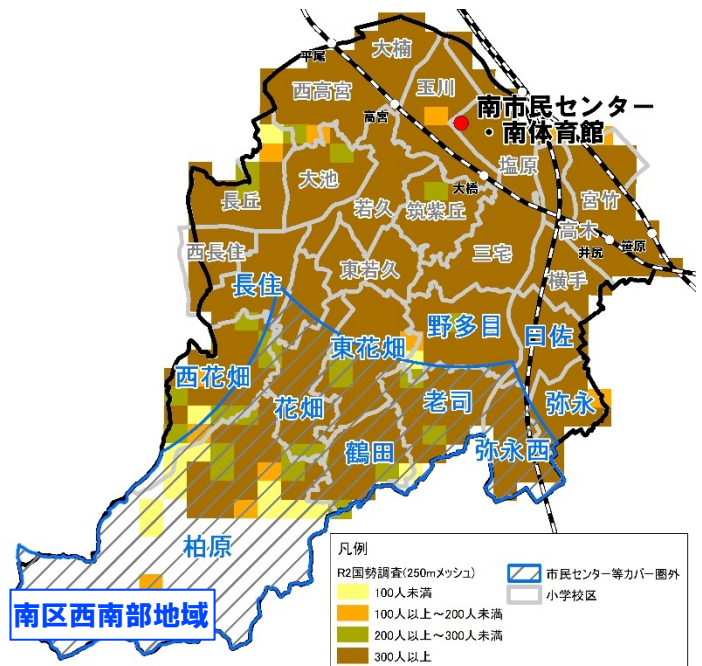 大楠
平尾
玉川
西高宮
高宮
南市民センター
・南体育館
塩原
大池
大橋
長丘
若久
筑紫丘
宮竹
高木
西長住
東若久
三宅
井尻
笹原
横手
長住
野多目
日佐
東花畑
西花畑
花畑
老司
弥永
鶴田
弥永西
柏原
南区西南部地域
凡例
R2国勢調査(250mメッシュ)
100人未満
100人以上～200人未満
200人以上～300人未満
300人以上
市民センター等カバー圏外
小学校区